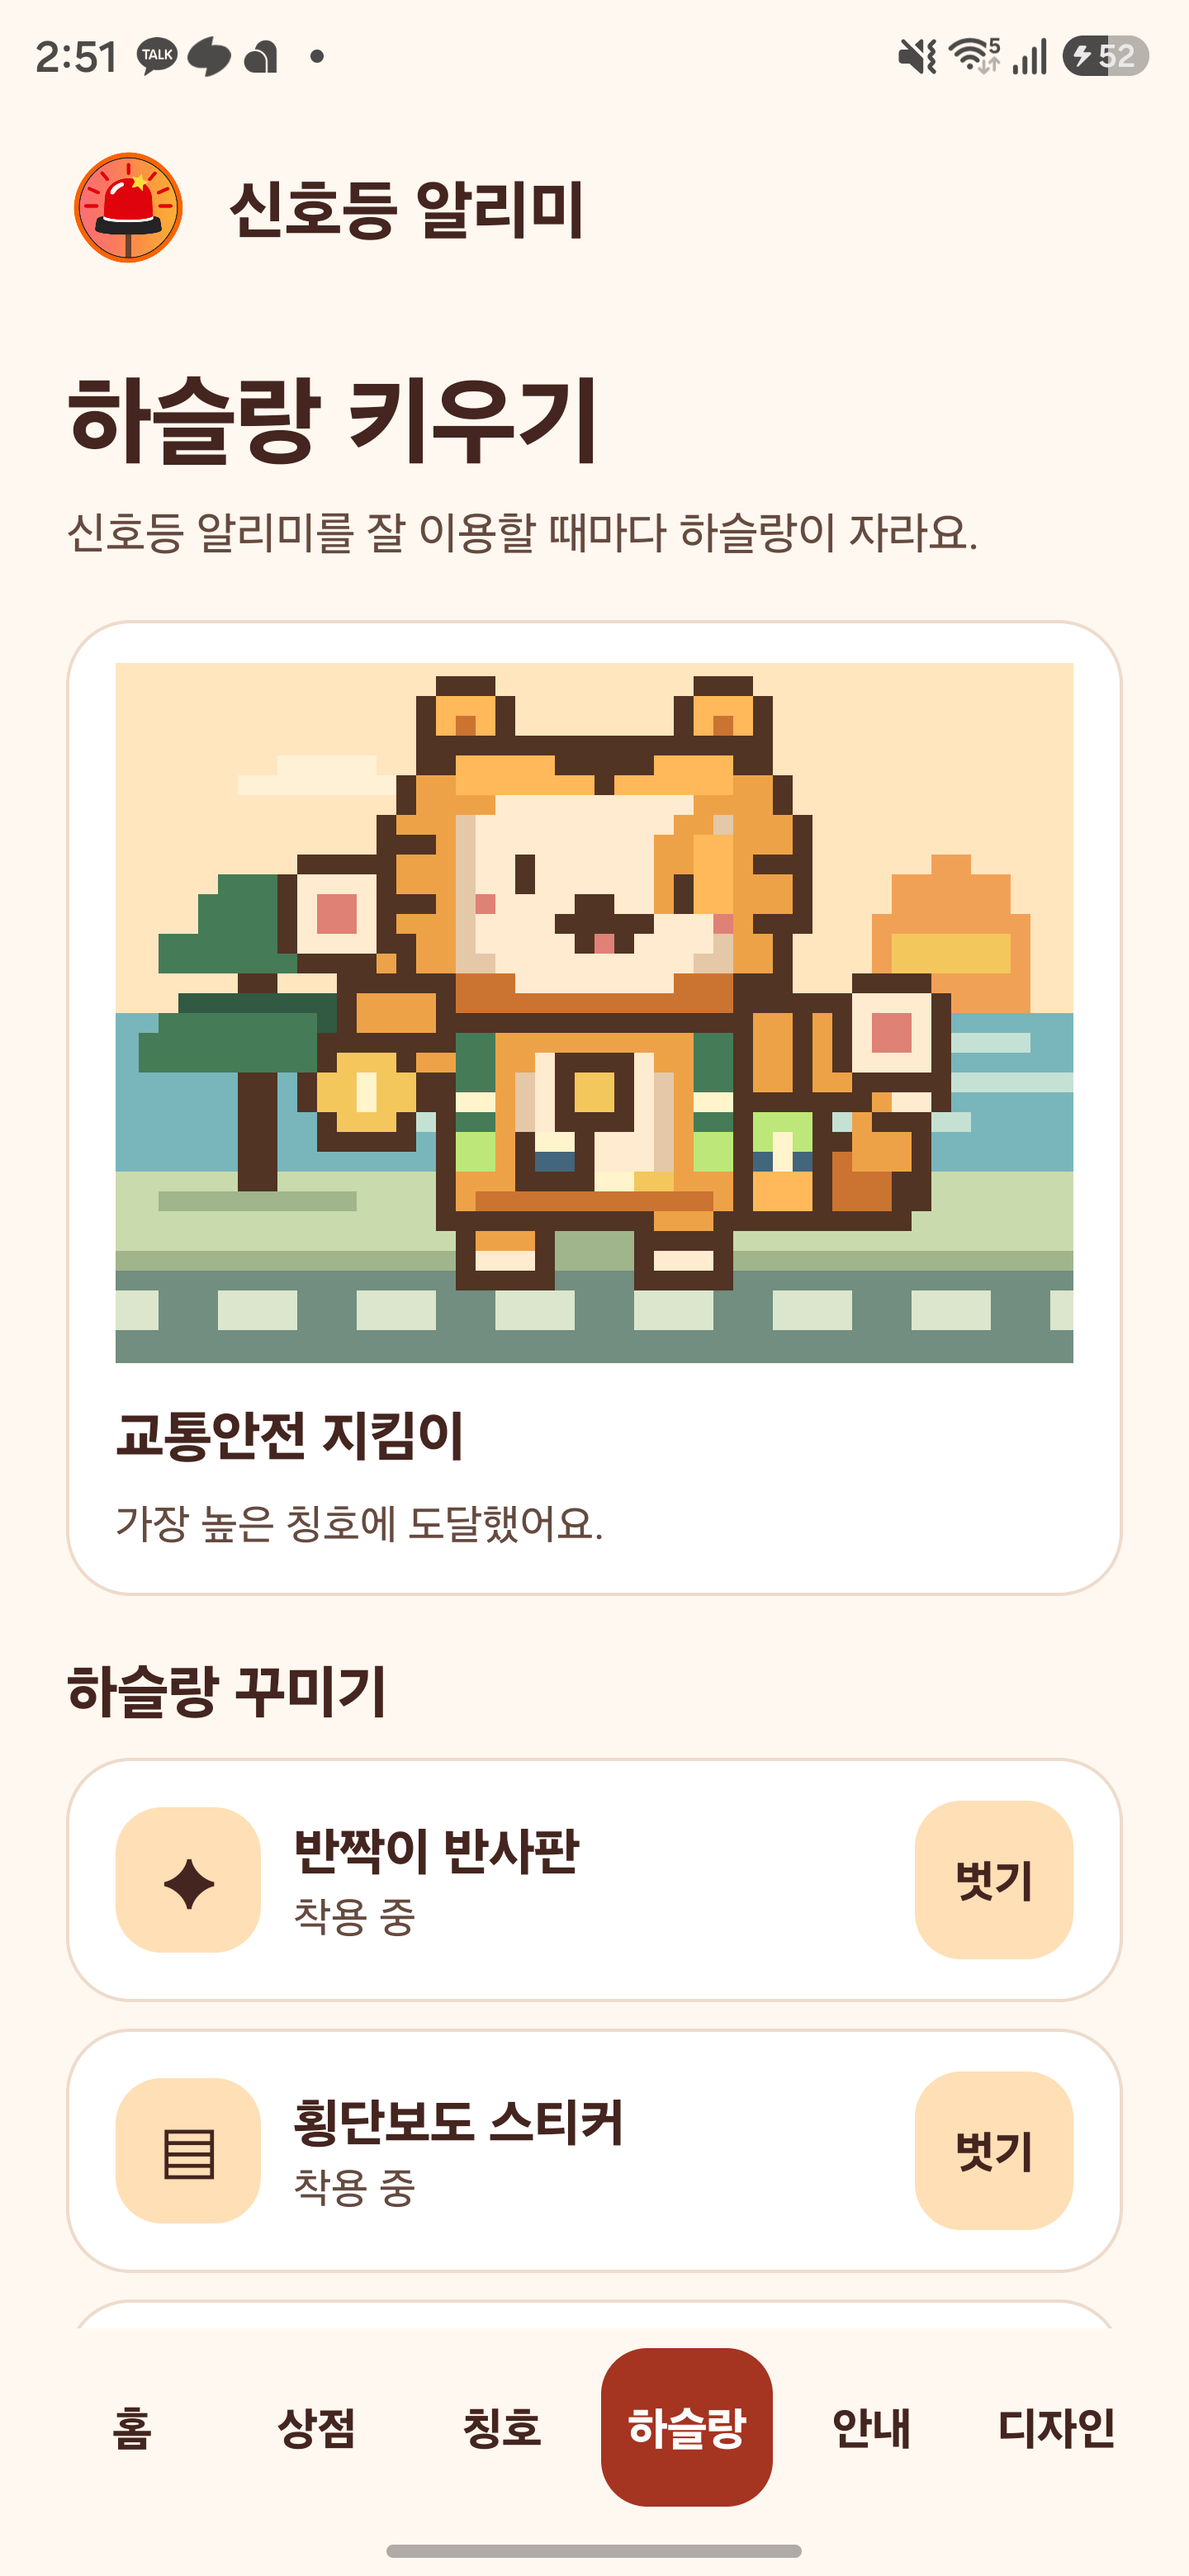 2:51
TALK
5
52
신호등 알리미
하슬랑 키우기
신호등 알리미를 잘 이용할 때마다 하슬랑이 자라요.
교통안전 지킴이
가장 높은 칭호에 도달했어요.
하슬랑 꾸미기
반짝이 반사판
착용 중
벗기
횡단보도 스티커
착용 중
벗기
홈 상점 칭호 하슬랑 안내 디자인